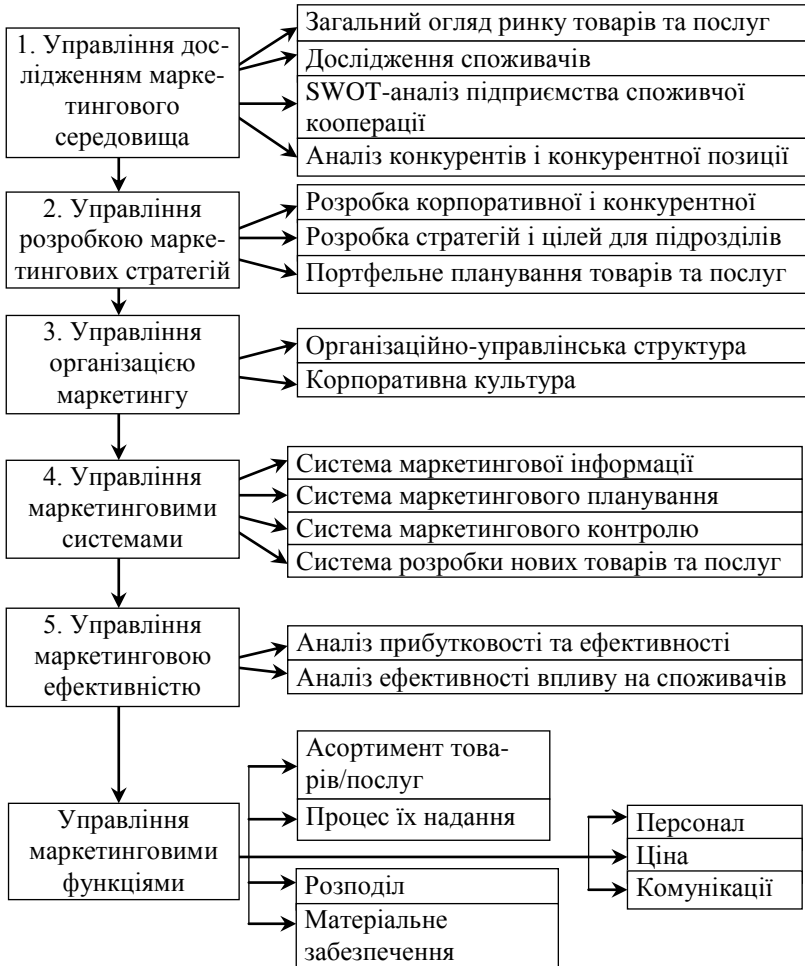 1. Управління дос-
лідженням марке-
тингового
середовища
Загальний огляд ринку товарів та послуг
Дослідження споживачів
SWOT-аналіз підприємства споживчої
кооперації
Аналіз конкурентів і конкурентної позиції
2. Управління
розробкою марке-
тингових стратегій
Розробка корпоративної і конкурентної
Розробка стратегій і цілей для підрозділів
Портфельне планування товарів та послуг
3. Управління
організацією
маркетингу
Організаційно-управлінська структура
Корпоративна культура
4. Управління
маркетинговими
системами
Система маркетингової інформації
Система маркетингового планування
Система маркетингового контролю
Система розробки нових товарів та послуг
5. Управління
маркетинговою
ефективністю
Аналіз прибутковості та ефективності
Аналіз ефективності впливу на споживачів
Управління
маркетинговими
функціями
Асортимент това-
рів/послуг
Процес їх надання
Розподіл
Матеріальне
забезпечення
Персонал
Ціна
Комунікації